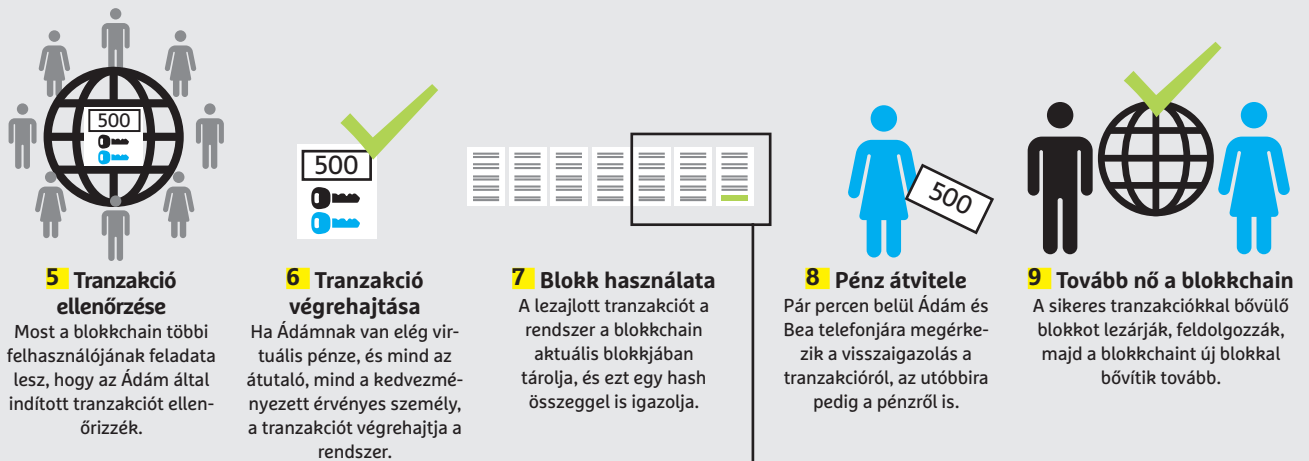 500
500
500
5 Tranzakció
ellenőrzése
Most a blokkchain többi
felhasználójának feladata
lesz, hogy az Ádám által
indított tranzakciót ellen-
őrizzék.
6 Tranzakció
végrehajtása
Ha Ádámnak van elég vir-
tuális pénze, és mind az
átutaló, mind a kedvezmé-
nyezett érvényes személy,
a tranzakciót végrehajtja a
rendszer.
7 Blokk használata
A lezajlott tranzakciót a
rendszer a blokkchain
aktuális blokkjában
tárolja, és ezt egy hash
összeggel is igazolja.
8 Pénz átvitele
Pár percen belül Ádám és
Bea telefonjára megérke-
zik a visszaigazolás a
tranzakcióról, az utóbbira
pedig a pénzről is.
9 Tovább nő a blokkchain
A sikeres tranzakciókkal bővülő
blokkot lezárják, feldolgozzák,
majd a blokkchaint új blokkal
bővítik tovább.